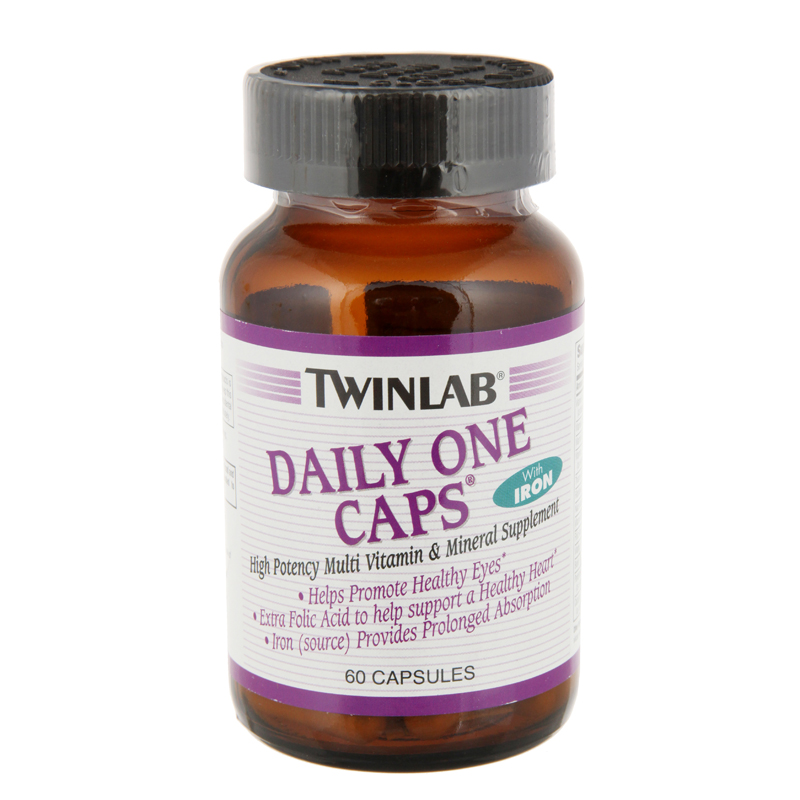 TWINLAB®
DAILY ONE
CAPS®
With
IRON
High Potency Multi Vitamin & Mineral Supplement
• Helps Promote Healthy Eyes*
• Extra Folic Acid to help support a Healthy Heart*
• Iron (source) Provides Prolonged Absorption
60 CAPSULES